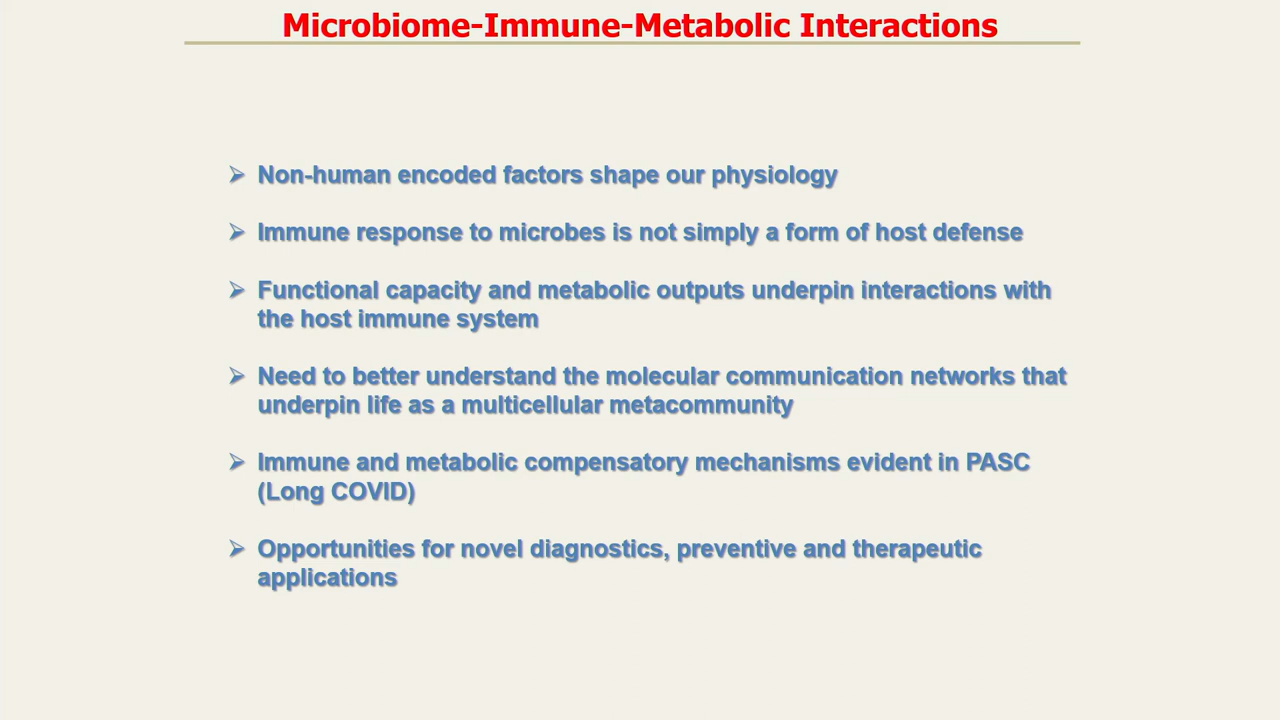 Microbiome-Immune-Metabolic Interactions
Non-human encoded factors shape our physiology
Immune response to microbes is not simply a form of host defense
Functional capacity and metabolic outputs underpin interactions with
the host immune system
Need to better understand the molecular communication networks that
underpin life as a multicellular metacommunity
Immune and metabolic compensatory mechanisms evident in PASC
(Long COVID)
Opportunities for novel diagnostics, preventive and therapeutic
applications